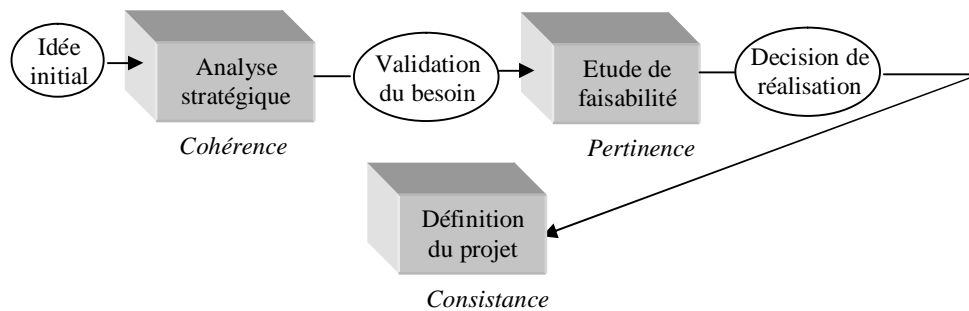 Idée
initial
Analyse
stratégique
Cohérence
Validation
du besoin
Etude de
faisabilité
Pertinence
Decision de
réalisation
Définition
du projet
Consistance